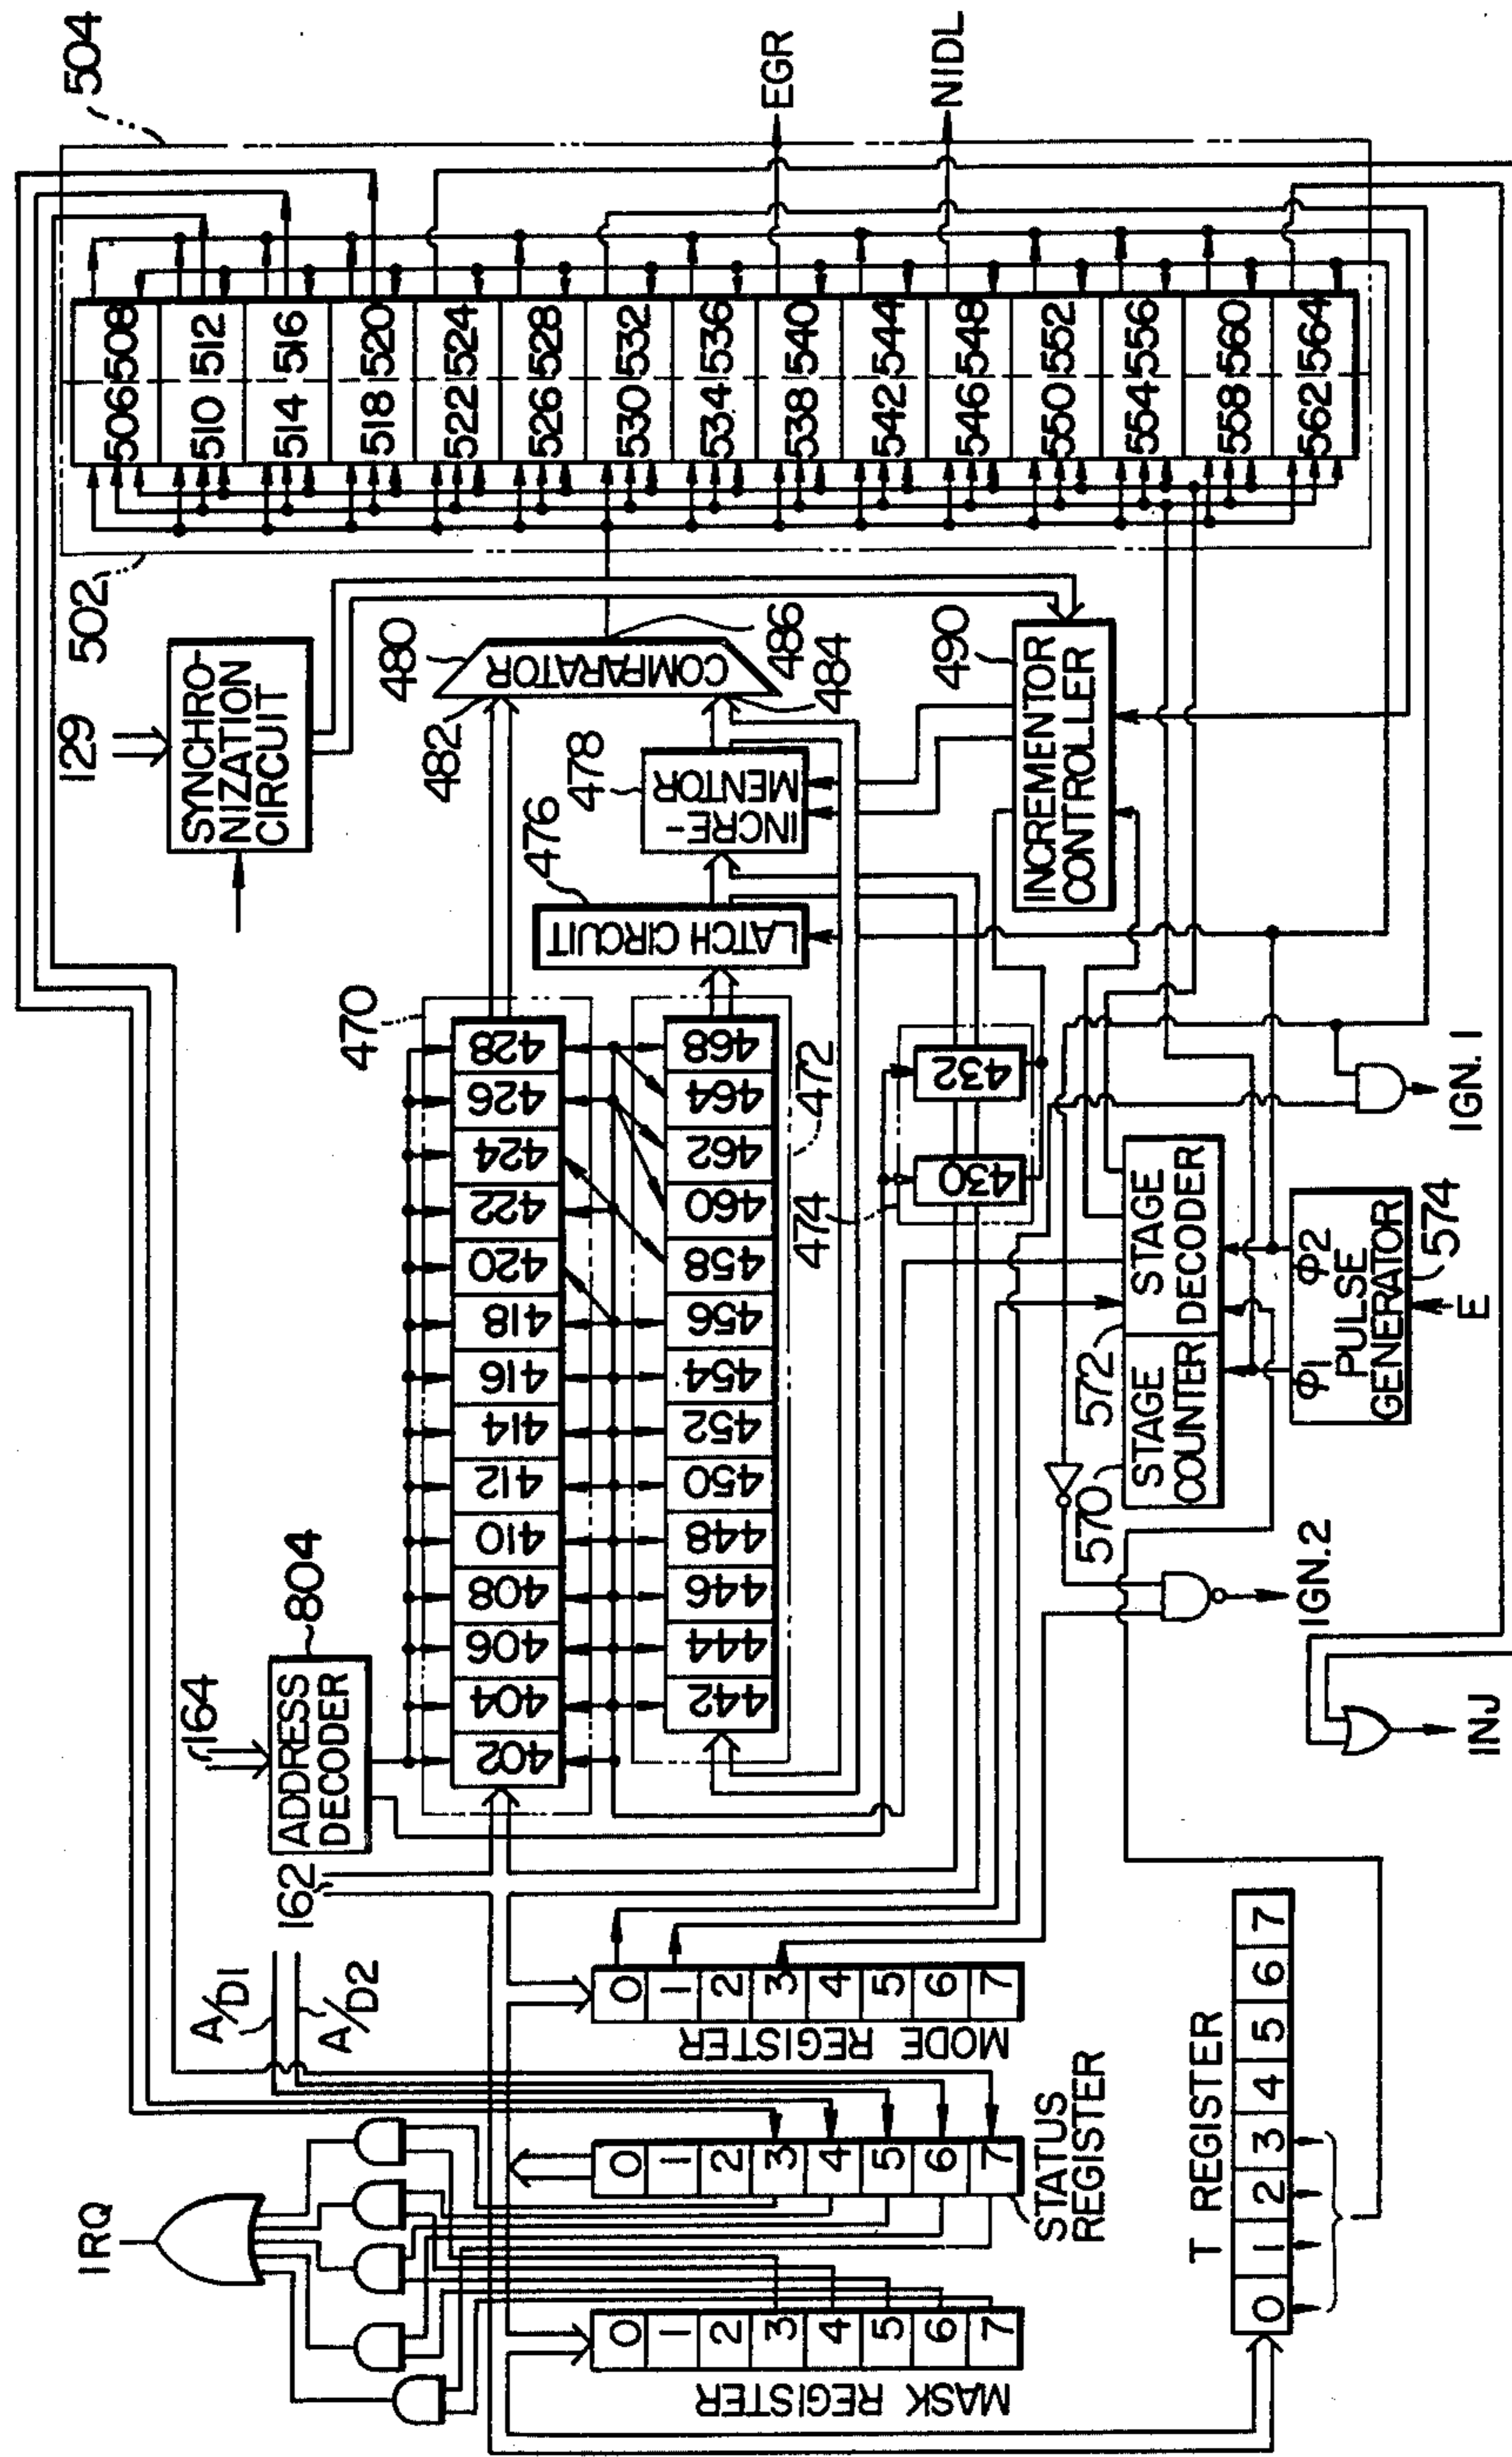 504
EGR
NIDL
506 508
510 512
514 516
518 520
522 524
526 528
530 532
534 536
538 540
542 544
546 548
550 552
554 556
558 560
562 564
502
129
SYNCHRO-
NIZATION
CIRCUIT
480
COMPARATOR
482
486
484
478
INCRE-
MENTOR
476
LATCH CIRCUIT
490
INCREMENTOR
CONTROLLER
470
402 404 406 408 410 412 414 416 418 420 422 424 426 428
442 444 446 448 450 452 454 456 458 460 462 464 468
472
474
430 432
804
164
ADDRESS
DECODER
162
A/D1
A/D2
IRQ
MASK REGISTER
0 1 2 3 4 5 6 7
STATUS
REGISTER
0 1 2 3 4 5 6 7
MODE REGISTER
0 1 2 3 4 5 6 7
T REGISTER
0 1 2 3 4 5 6 7
570
STAGE
COUNTER
572
STAGE
DECODER
Φ1 Φ2
PULSE
GENERATOR
574
E
IGN.1
IGN.2
INJ